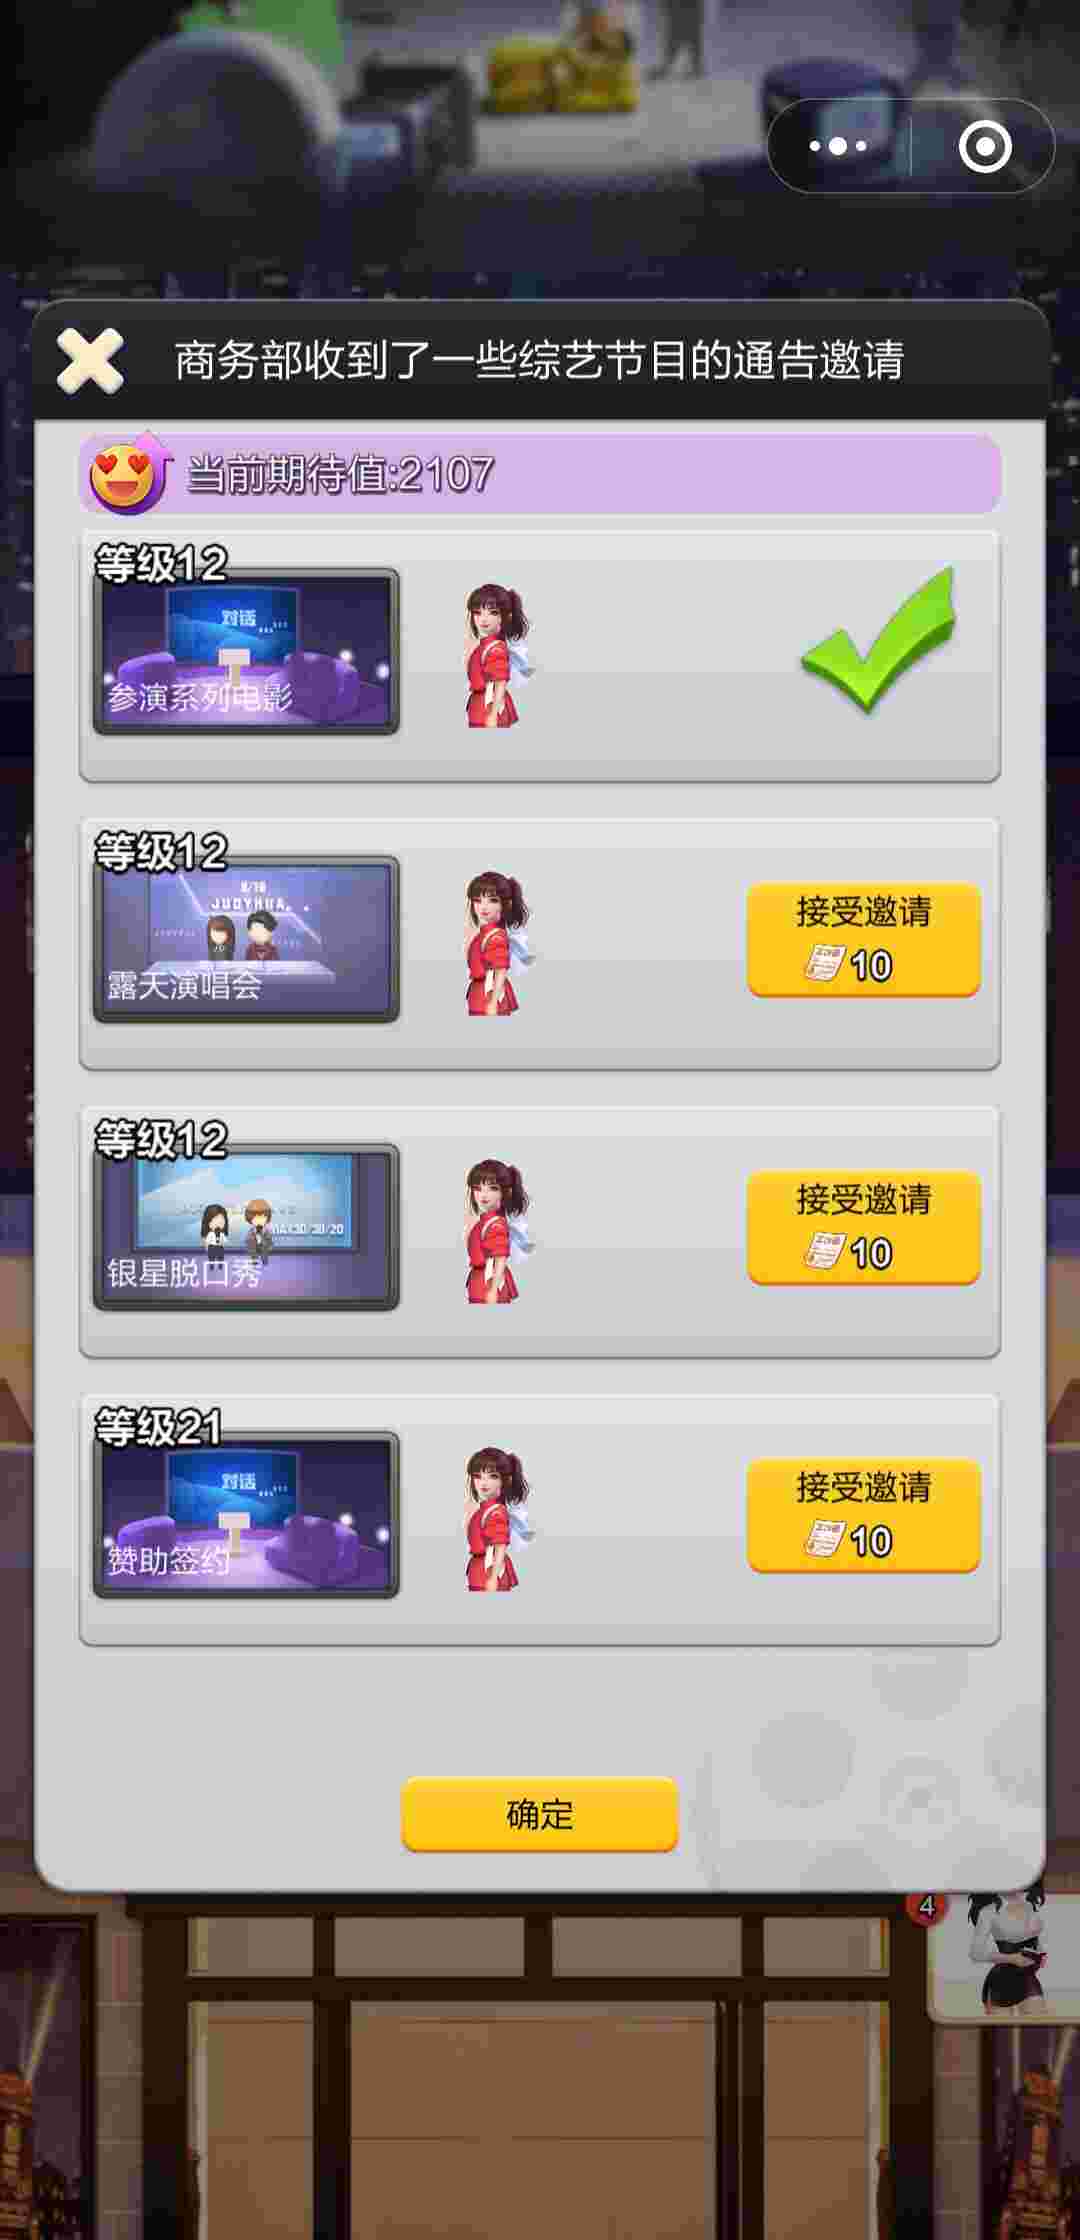 商务部收到了一些综艺节目的通告邀请
当前期待值:2107
等级12
对话
参演系列电影
等级12
8/18
JUDYHUA.
露天演唱会
接受邀请
10
等级12
银星脱口秀
接受邀请
10
等级21
对话
赞助签约
接受邀请
10
确定
4